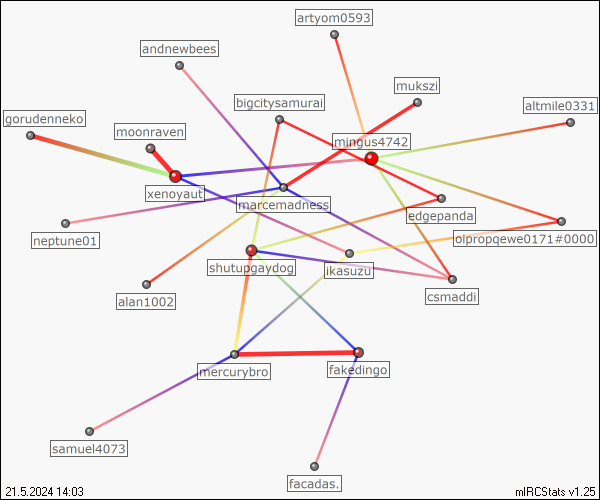 artyom0593
andnewbees
mukszi
bigcitysamurai
altmile0331
gorudenneko
moonraven
mingus4742
xenoyaut
marcemadness
edgepanda
neptune01
oipropqewe0171#0000
shutupgaydog
ikasuzu
alan1002
csmaddi
mercurybro
fakedingo
samuel4073
facadas.
21.5.2024 14:03
mIRCStats v1.25